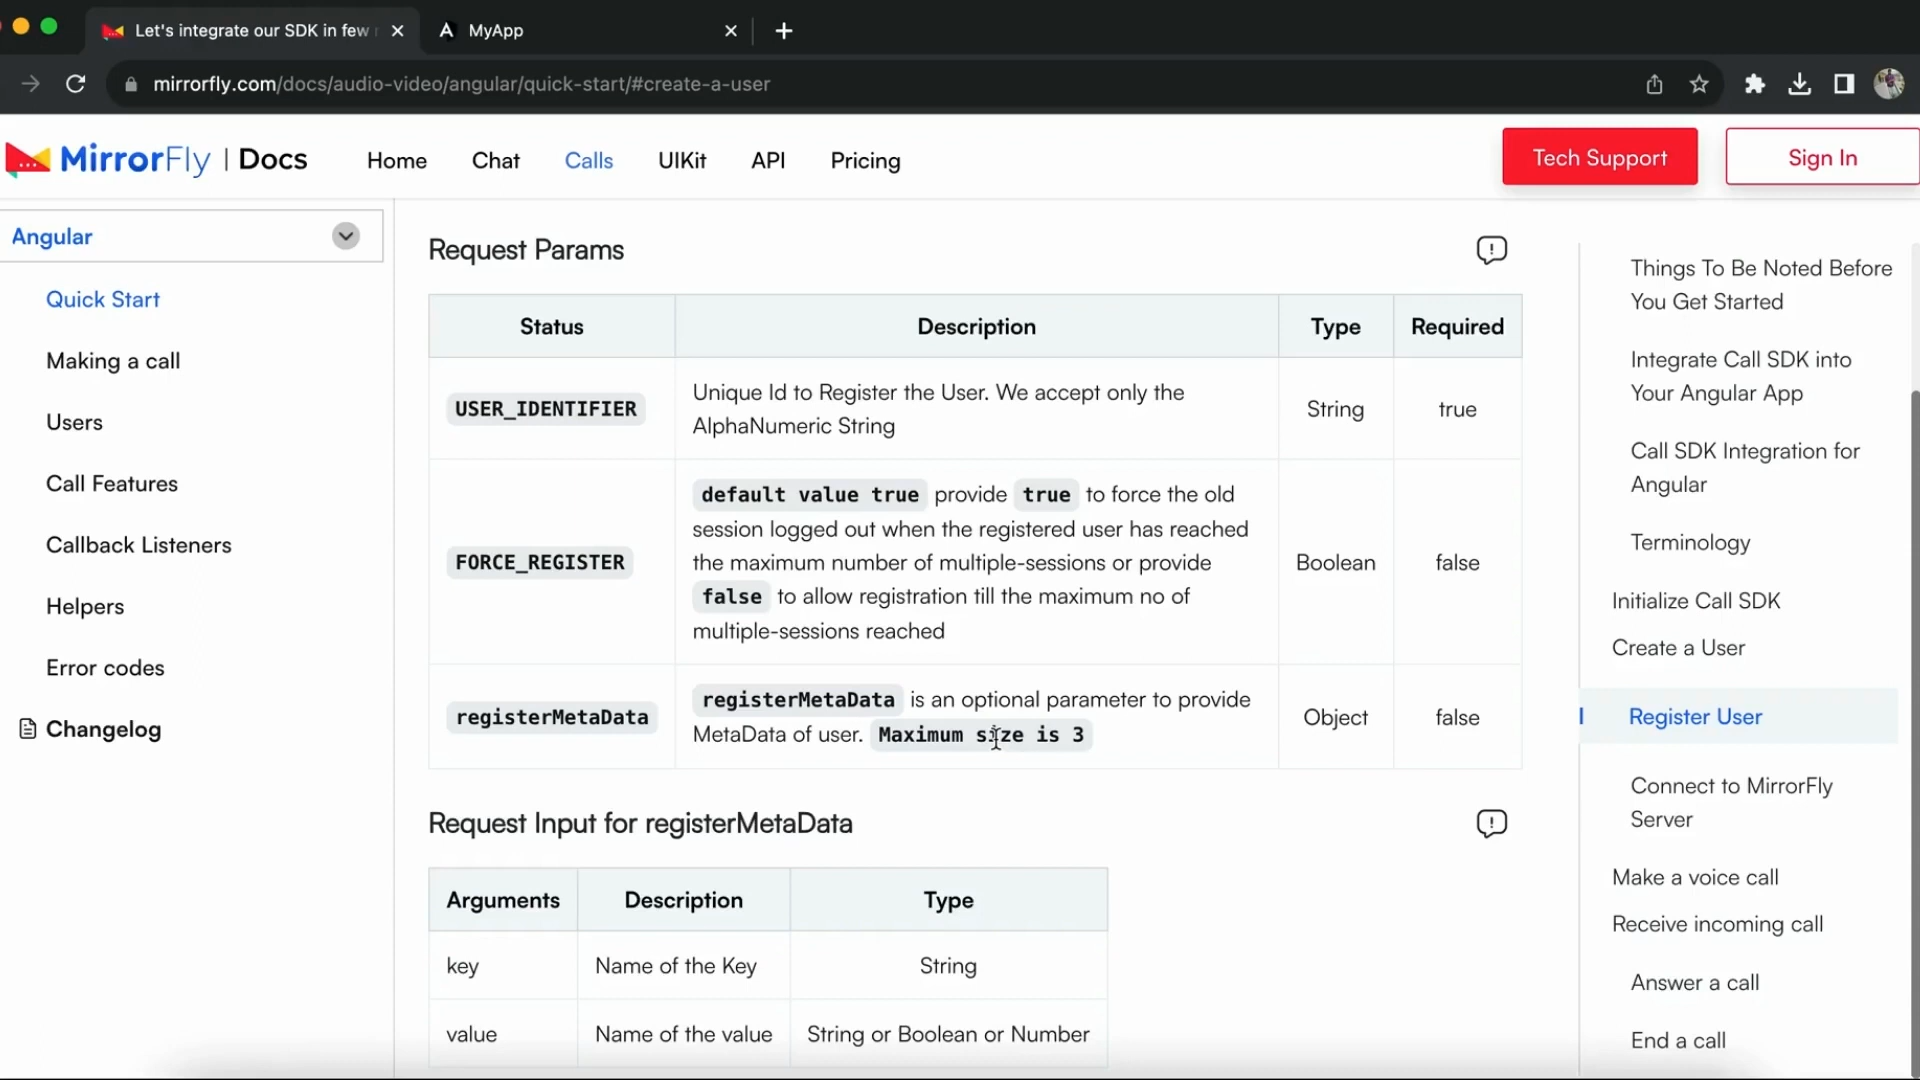 Let's integrate our SDK in few
MyApp
mirrorfly.com/docs/audio-video/angular/quick-start/#create-a-user
MirrorFly | Docs
Home
Chat
Calls
UIKit
API
Pricing
Tech Support
Sign In
Angular
Quick Start
Making a call
Users
Call Features
Callback Listeners
Helpers
Error codes
Changelog
Request Params
Status
Description
Type
Required
USER_IDENTIFIER
Unique Id to Register the User. We accept only the
AlphaNumeric String
String
true
FORCE_REGISTER
default value true provide true to force the old
session logged out when the registered user has reached
the maximum number of multiple-sessions or provide
false to allow registration till the maximum no of
multiple-sessions reached
Boolean
false
registerMetaData
registerMetaData is an optional parameter to provide
MetaData of user. Maximum size is 3
Object
false
Request Input for registerMetaData
Arguments
Description
Type
key
Name of the Key
String
value
Name of the value
String or Boolean or Number
Things To Be Noted Before
You Get Started
Integrate Call SDK into
Your Angular App
Call SDK Integration for
Angular
Terminology
Initialize Call SDK
Create a User
Register User
Connect to MirrorFly
Server
Make a voice call
Receive incoming call
Answer a call
End a call